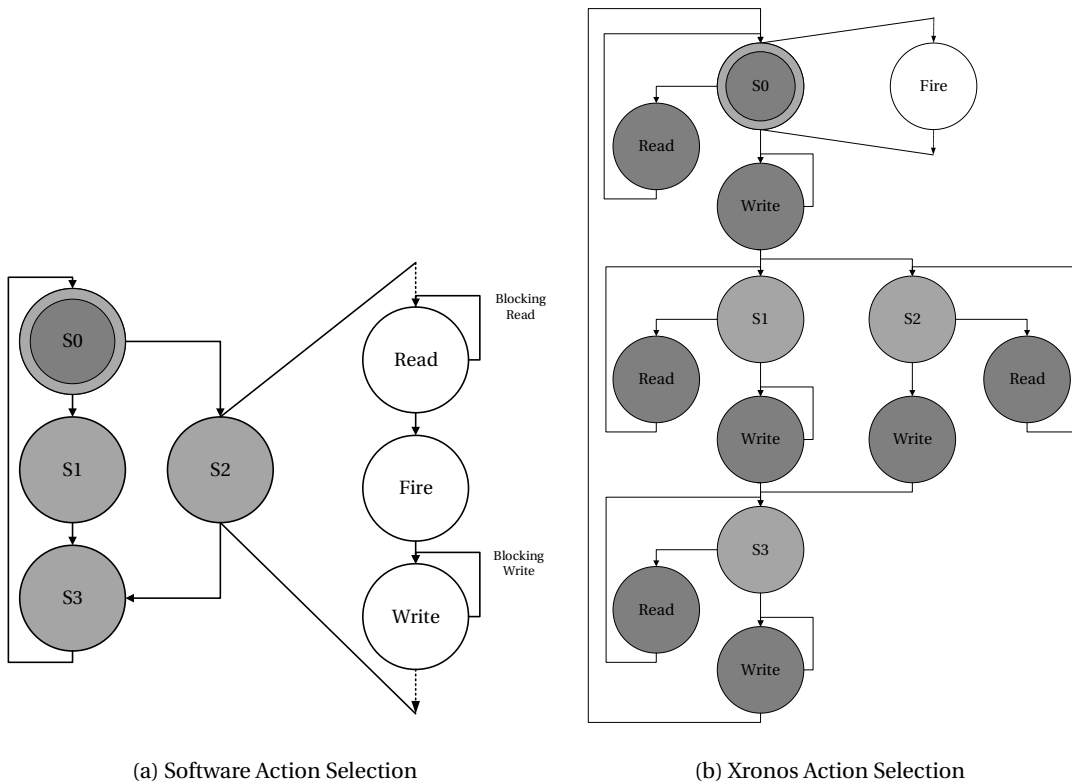 S0
S1
S2
S3
Blocking
Read
Read
Fire
Blocking
Write
Write
(a) Software Action Selection
S0
Fire
Read
Write
S1
S2
Read
Read
Write
Write
S3
Read
Write
(b) Xronos Action Selection